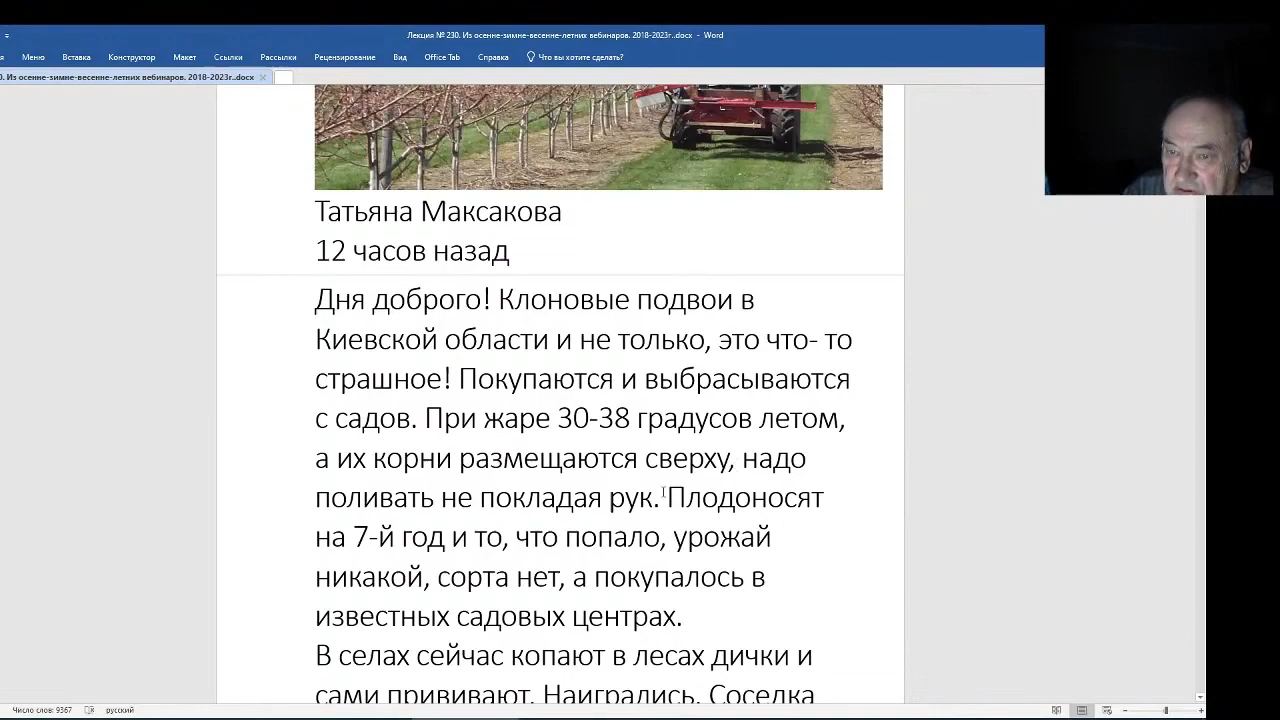 Лекция № 230. Из осенне-зимне-весенне-летних вебинаров. 2018-2023г..docx - Word
Меню Вставка Конструктор Макет Ссылки Рассылки Рецензирование Вид Office Tab Справка Что вы хотите сделать?
0. Из осенне-зимне-весенне-летних вебинаров. 2018-2023г..docx
Татьяна Максакова
12 часов назад
Дня доброго! Клоновые подвои в
Киевской области и не только, это что- то
страшное! Покупаются и выбрасываются
с садов. При жаре 30-38 градусов летом,
а их корни размещаются сверху, надо
поливать не покладая рук. Плодоносят
на 7-й год и то, что попало, урожай
никакой, сорта нет, а покупалось в
известных садовых центрах.
В селах сейчас копают в лесах дички и
сами прививают. Наигрались. Соседка
Число слов: 9367 русский